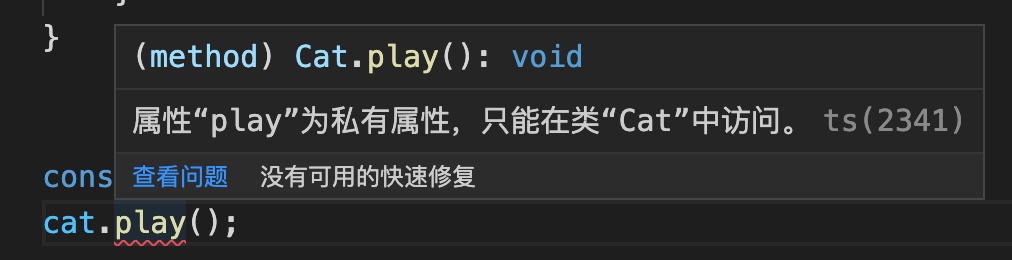 }
(method) Cat.play(): void
属性“play”为私有属性，只能在类“Cat”中访问。 ts(2341)
查看问题 没有可用的快速修复
cons
cat.play();